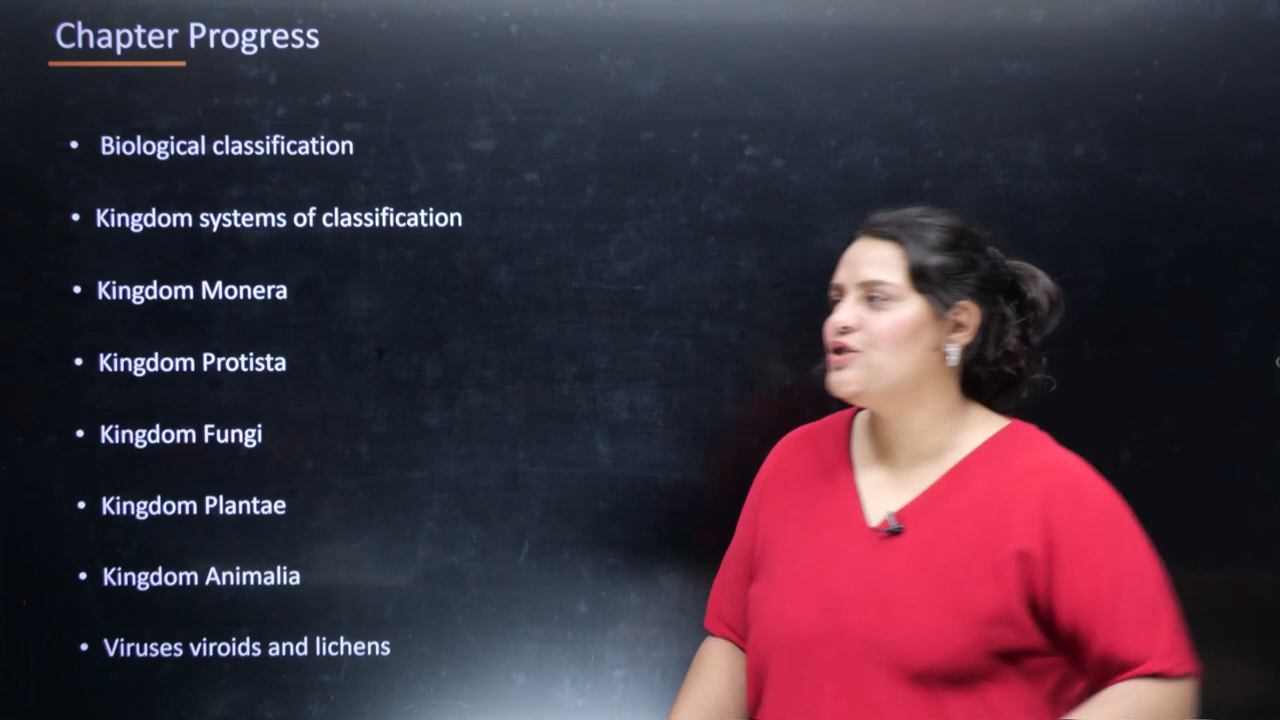 Chapter Progress
• Biological classification
• Kingdom systems of classification
• Kingdom Monera
• Kingdom Protista
• Kingdom Fungi
• Kingdom Plantae
• Kingdom Animalia
• Viruses viroids and lichens